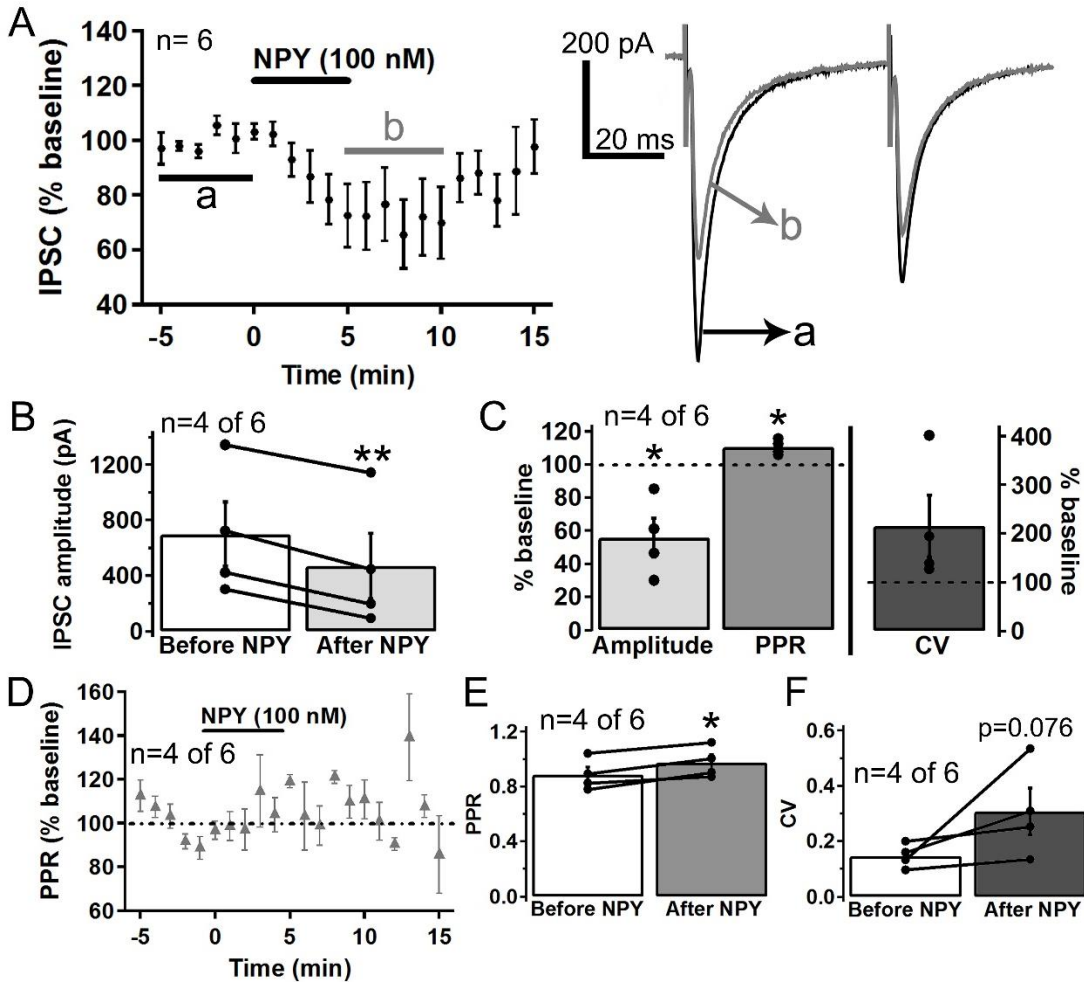 A
n= 6
NPY (100 nM)
IPSC (% baseline)
140
120
100
80
60
40
a
b
-5
0
5
10
15
Time (min)
200 pA
20 ms
b
a
B
n=4 of 6
**
IPSC amplitude (pA)
1200
800
400
0
Before NPY
After NPY
C
n=4 of 6
*
*
% baseline
120
100
80
60
40
20
0
Amplitude
PPR
CV
400
300
200
100
0
% baseline
D
NPY (100 nM)
n=4 of 6
PPR (% baseline)
160
140
120
100
80
60
-5
0
5
10
15
Time (min)
E
n=4 of 6
*
PPR
1.2
0.8
0.4
0.0
Before NPY
After NPY
F
p=0.076
n=4 of 6
CV
0.6
0.4
0.2
0.0
Before NPY
After NPY